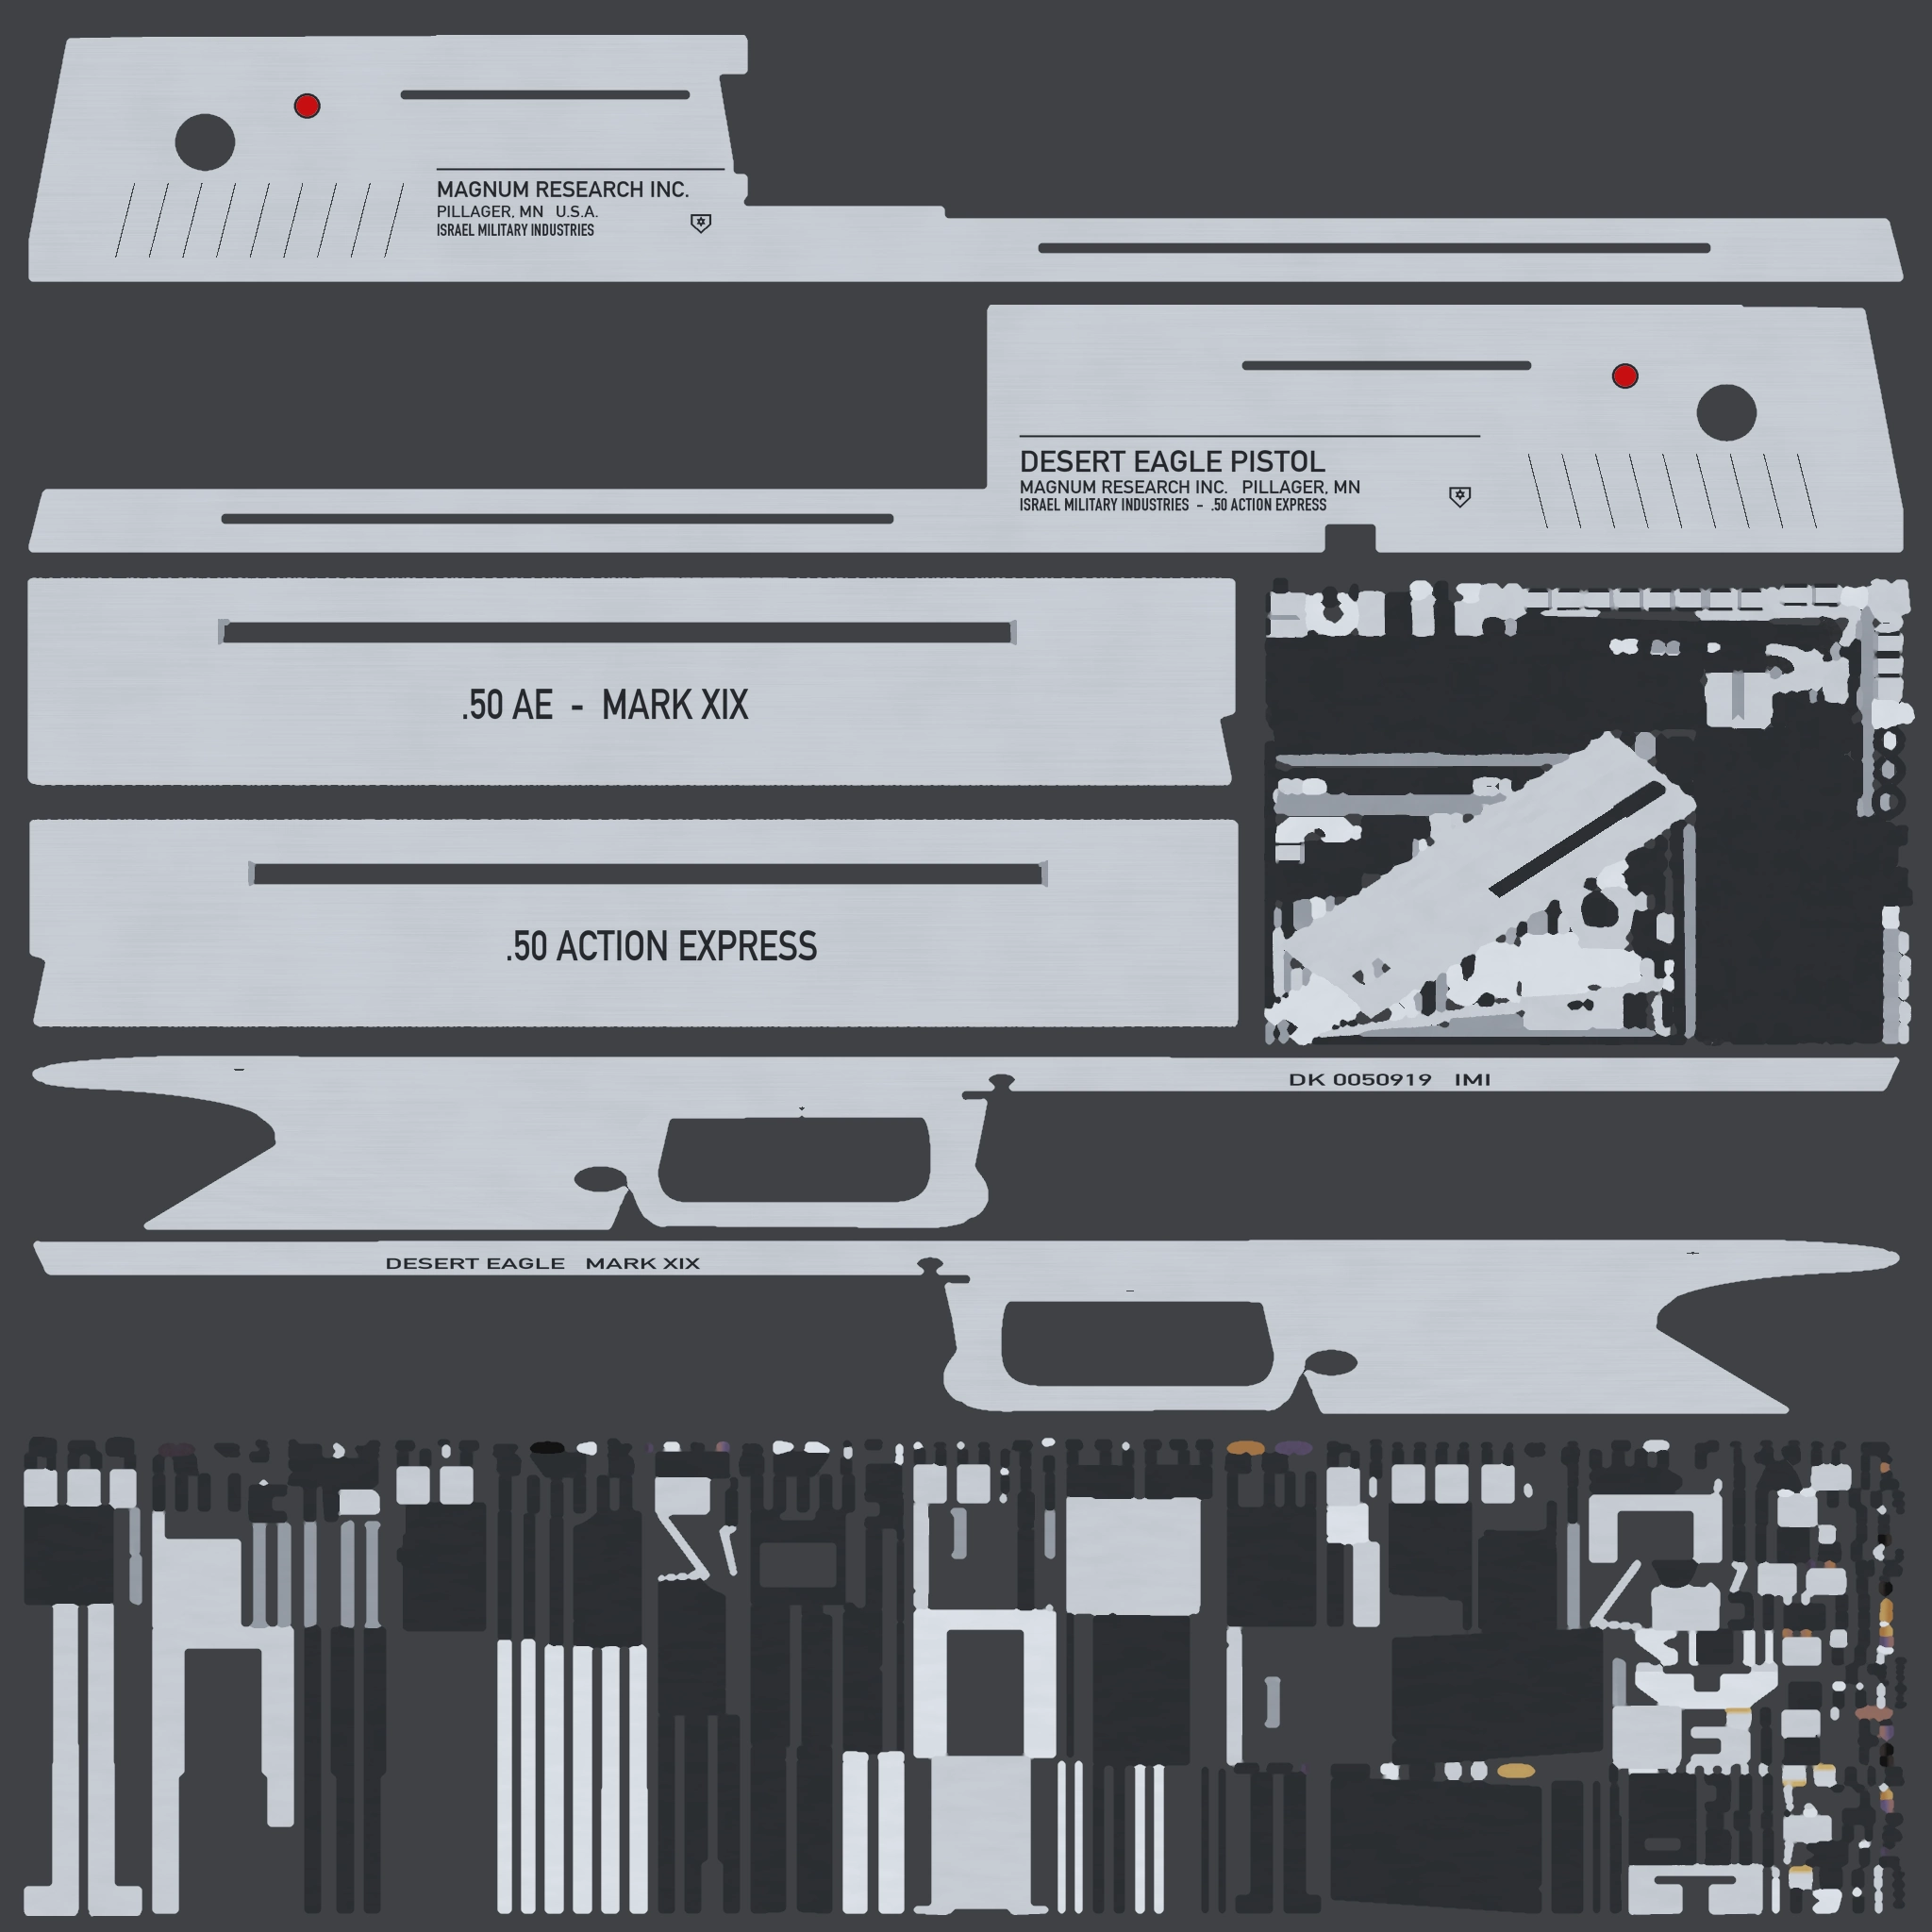 MAGNUM RESEARCH INC.
PILLAGER, MN U.S.A.
ISRAEL MILITARY INDUSTRIES
DESERT EAGLE PISTOL
MAGNUM RESEARCH INC. PILLAGER, MN
ISRAEL MILITARY INDUSTRIES - .50 ACTION EXPRESS
.50 AE - MARK XIX
.50 ACTION EXPRESS
DK 0050919 IMI
DESERT EAGLE MARK XIX